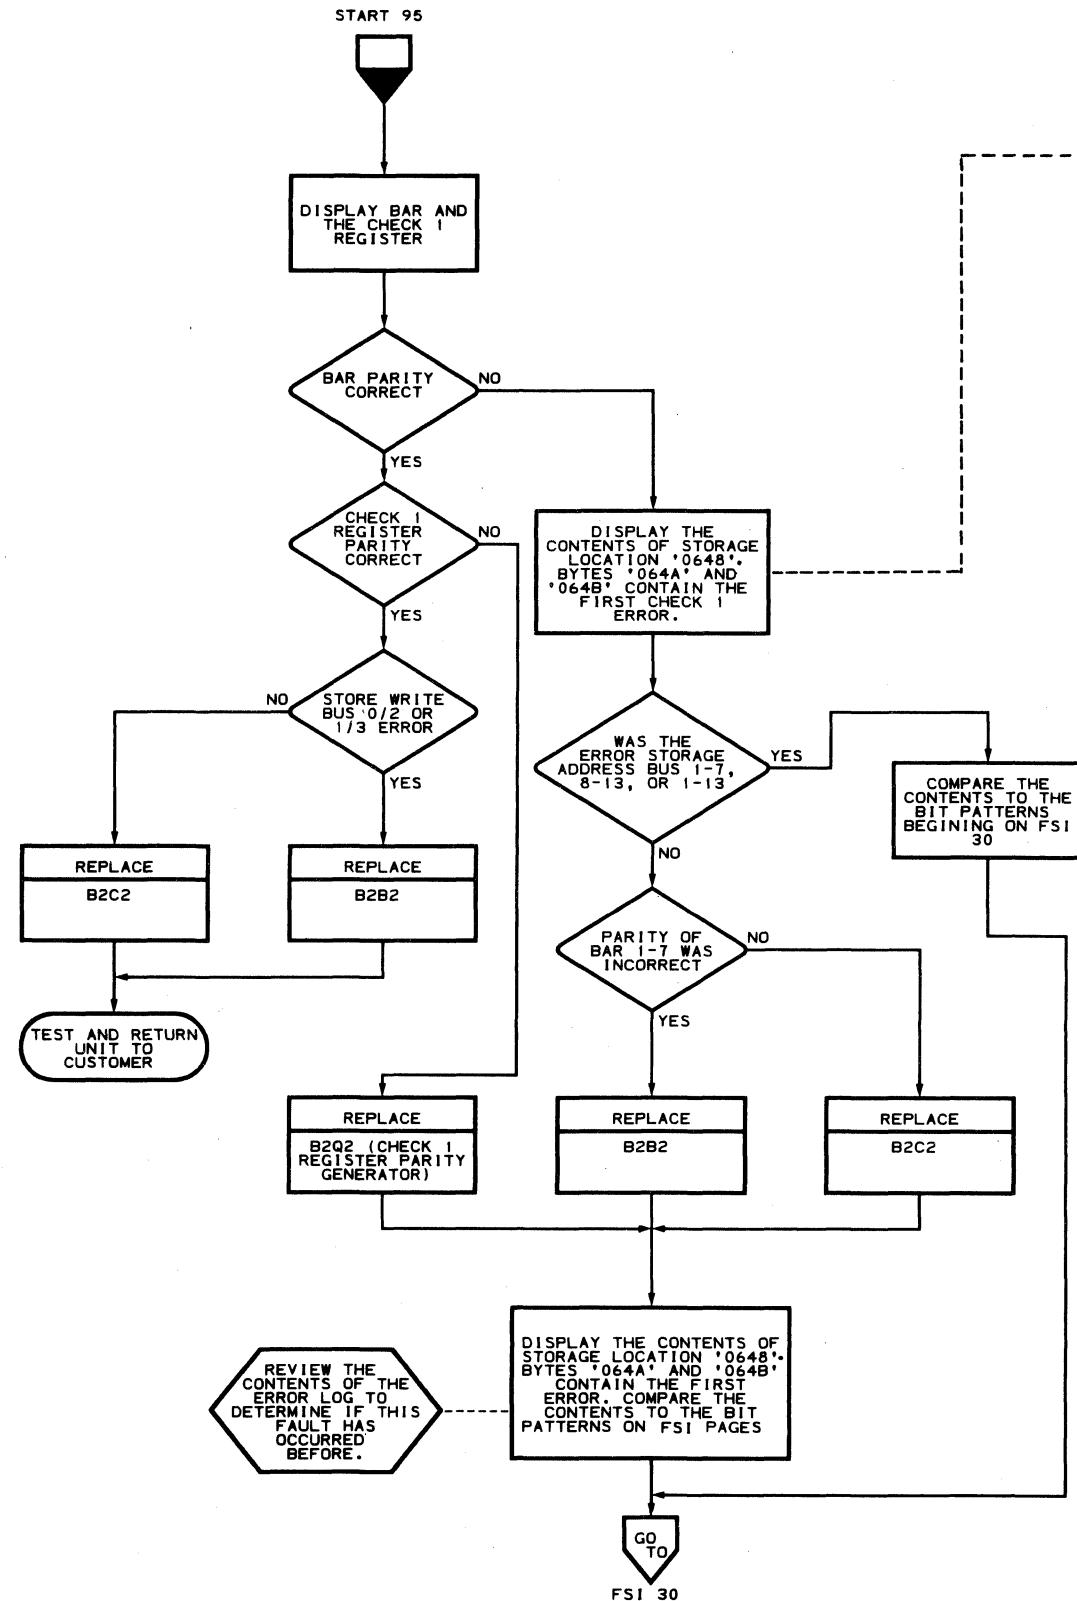 START 95
DISPLAY BAR AND
THE CHECK 1
REGISTER
BAR PARITY
CORRECT
NO
YES
CHECK 1
REGISTER
PARITY
CORRECT
NO
YES
DISPLAY THE
CONTENTS OF STORAGE
LOCATION '0648'.
BYTES '064A' AND
'064B' CONTAIN THE
FIRST CHECK 1
ERROR.
STORE WRITE
BUS 0/2 OR
1/3 ERROR
NO
YES
WAS THE
ERROR STORAGE
ADDRESS BUS 1-7,
8-13, OR 1-13
YES
NO
COMPARE THE
CONTENTS TO THE
BIT PATTERNS
BEGINING ON FSI
30
REPLACE
B2C2
REPLACE
B2B2
PARITY OF
BAR 1-7 WAS
INCORRECT
NO
YES
TEST AND RETURN
UNIT TO
CUSTOMER
REPLACE
B2Q2 (CHECK 1
REGISTER PARITY
GENERATOR)
REPLACE
B2B2
REPLACE
B2C2
DISPLAY THE CONTENTS OF
STORAGE LOCATION '0648'.
BYTES '064A' AND '064B'
CONTAIN THE FIRST
ERROR. COMPARE THE
CONTENTS TO THE BIT
PATTERNS ON FSI PAGES
REVIEW THE
CONTENTS OF THE
ERROR LOG TO
DETERMINE IF THIS
FAULT HAS
OCCURRED
BEFORE.
GO
TO
FSI 30